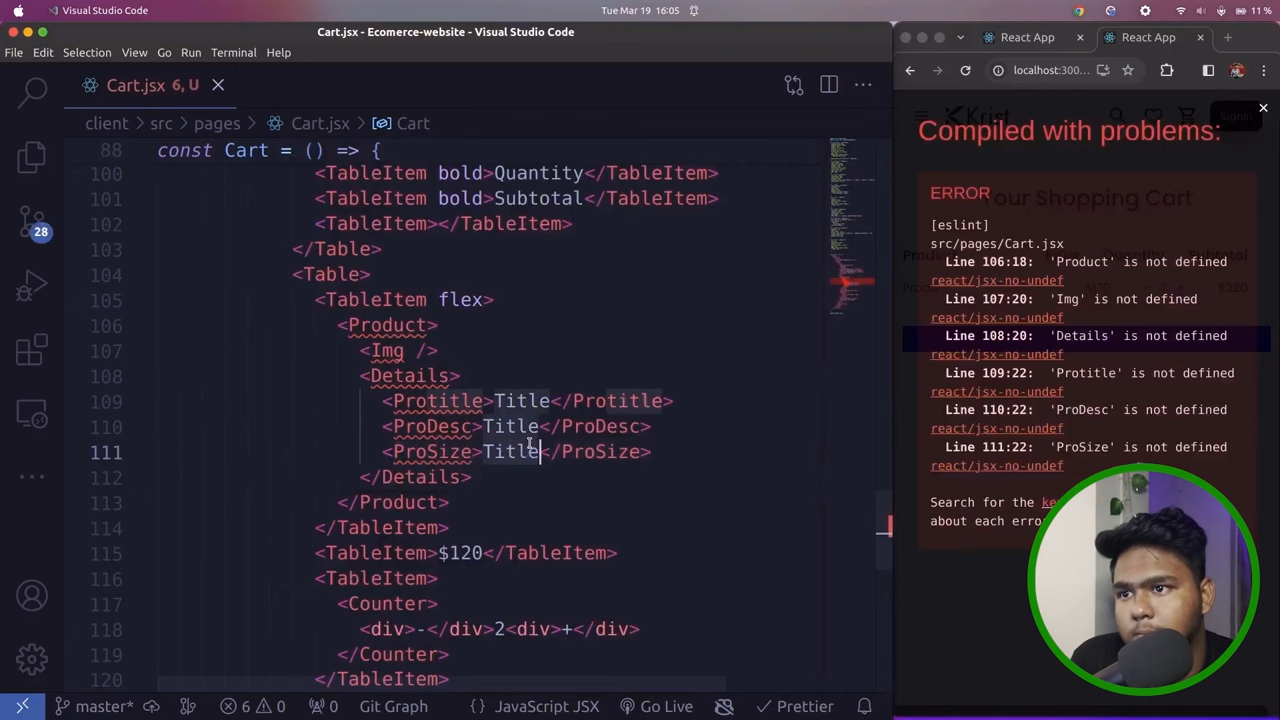 Visual Studio Code
Tue Mar 19 16:05
11 %
Cart.jsx - Ecomerce-website - Visual Studio Code
File Edit Selection View Go Run Terminal Help
Cart.jsx 6, U
client > src > pages > Cart.jsx > Cart
88 const Cart = () => {
100 <TableItem bold>Quantity</TableItem>
101 <TableItem bold>Subtotal</TableItem>
102 <TableItem></TableItem>
103 </Table>
104 <Table>
105 <TableItem flex>
106 <Product>
107 <Img />
108 <Details>
109 <Protitle>Title</Protitle>
110 <ProDesc>Title</ProDesc>
111 <ProSize>Title</ProSize>
112 </Details>
113 </Product>
114 </TableItem>
115 <TableItem>$120</TableItem>
116 <TableItem>
117 <Counter>
118 <div>-</div>2<div>+</div>
119 </Counter>
120 </TableItem>
28
master* 6 0 0 Git Graph { } JavaScript JSX Go Live Prettier
React App
React App
localhost:300...
Krist
Signin
Compiled with problems:
Your Shopping Cart
ERROR
[eslint]
src/pages/Cart.jsx
Line 106:18: 'Product' is not defined
react/jsx-no-undef
Line 107:20: 'Img' is not defined
react/jsx-no-undef
Line 108:20: 'Details' is not defined
react/jsx-no-undef
Line 109:22: 'Protitle' is not defined
react/jsx-no-undef
Line 110:22: 'ProDesc' is not defined
react/jsx-no-undef
Line 111:22: 'ProSize' is not defined
react/jsx-no-undef
Search for the
about each